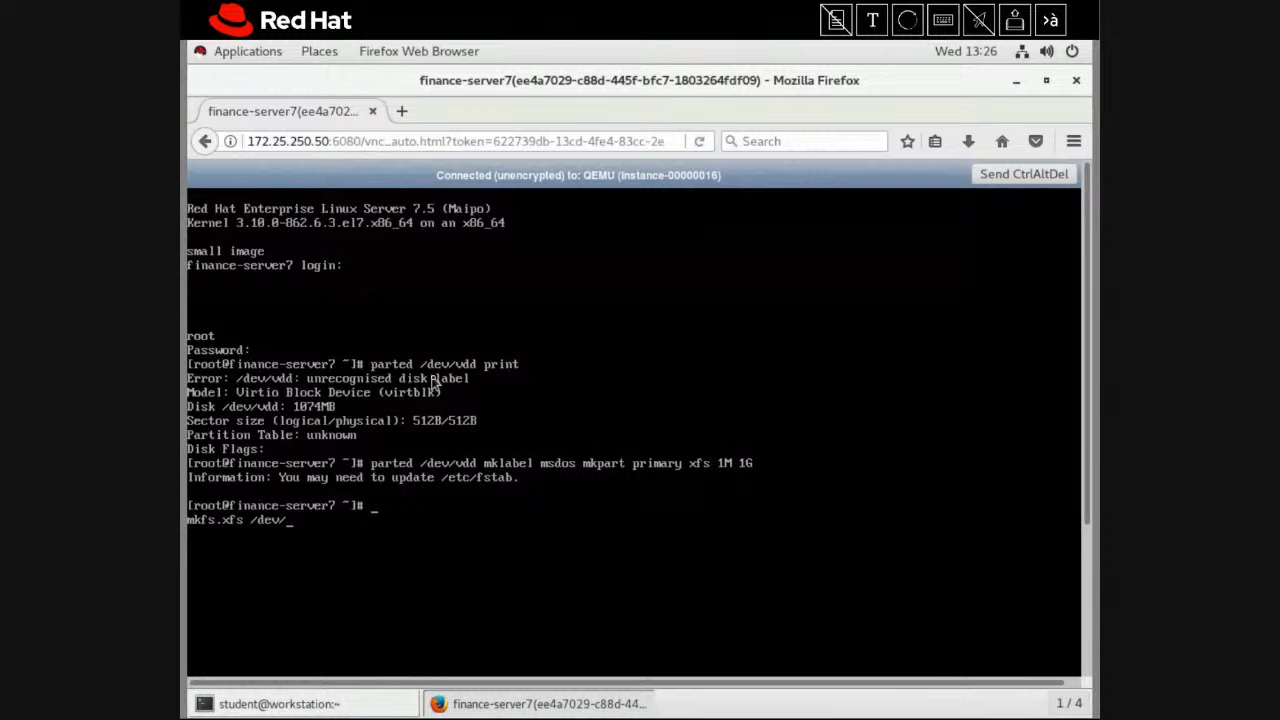 Red Hat
T
›à
Applications Places Firefox Web Browser Wed 13:26
finance-server7(ee4a7029-c88d-445f-bfc7-1803264fdf09) - Mozilla Firefox
finance-server7(ee4a702...
172.25.250.50:6080/vnc_auto.html?token=622739db-13cd-4fe4-83cc-2e
Search
Connected (unencrypted) to: QEMU (instance-00000016)
Send CtrlAltDel
Red Hat Enterprise Linux Server 7.5 (Maipo)
Kernel 3.10.0-862.6.3.el7.x86_64 on an x86_64
small image
finance-server7 login:
root
Password:
[root@finance-server7 ~]# parted /dev/vdd print
Error: /dev/vdd: unrecognised disk label
Model: Virtio Block Device (virtblk)
Disk /dev/vdd: 1074MB
Sector size (logical/physical): 512B/512B
Partition Table: unknown
Disk Flags:
[root@finance-server7 ~]# parted /dev/vdd mklabel msdos mkpart primary xfs 1M 1G
Information: You may need to update /etc/fstab.
[root@finance-server7 ~]# _
mkfs.xfs /dev/_
student@workstation:~
finance-server7(ee4a7029-c88d-44...
1 / 4